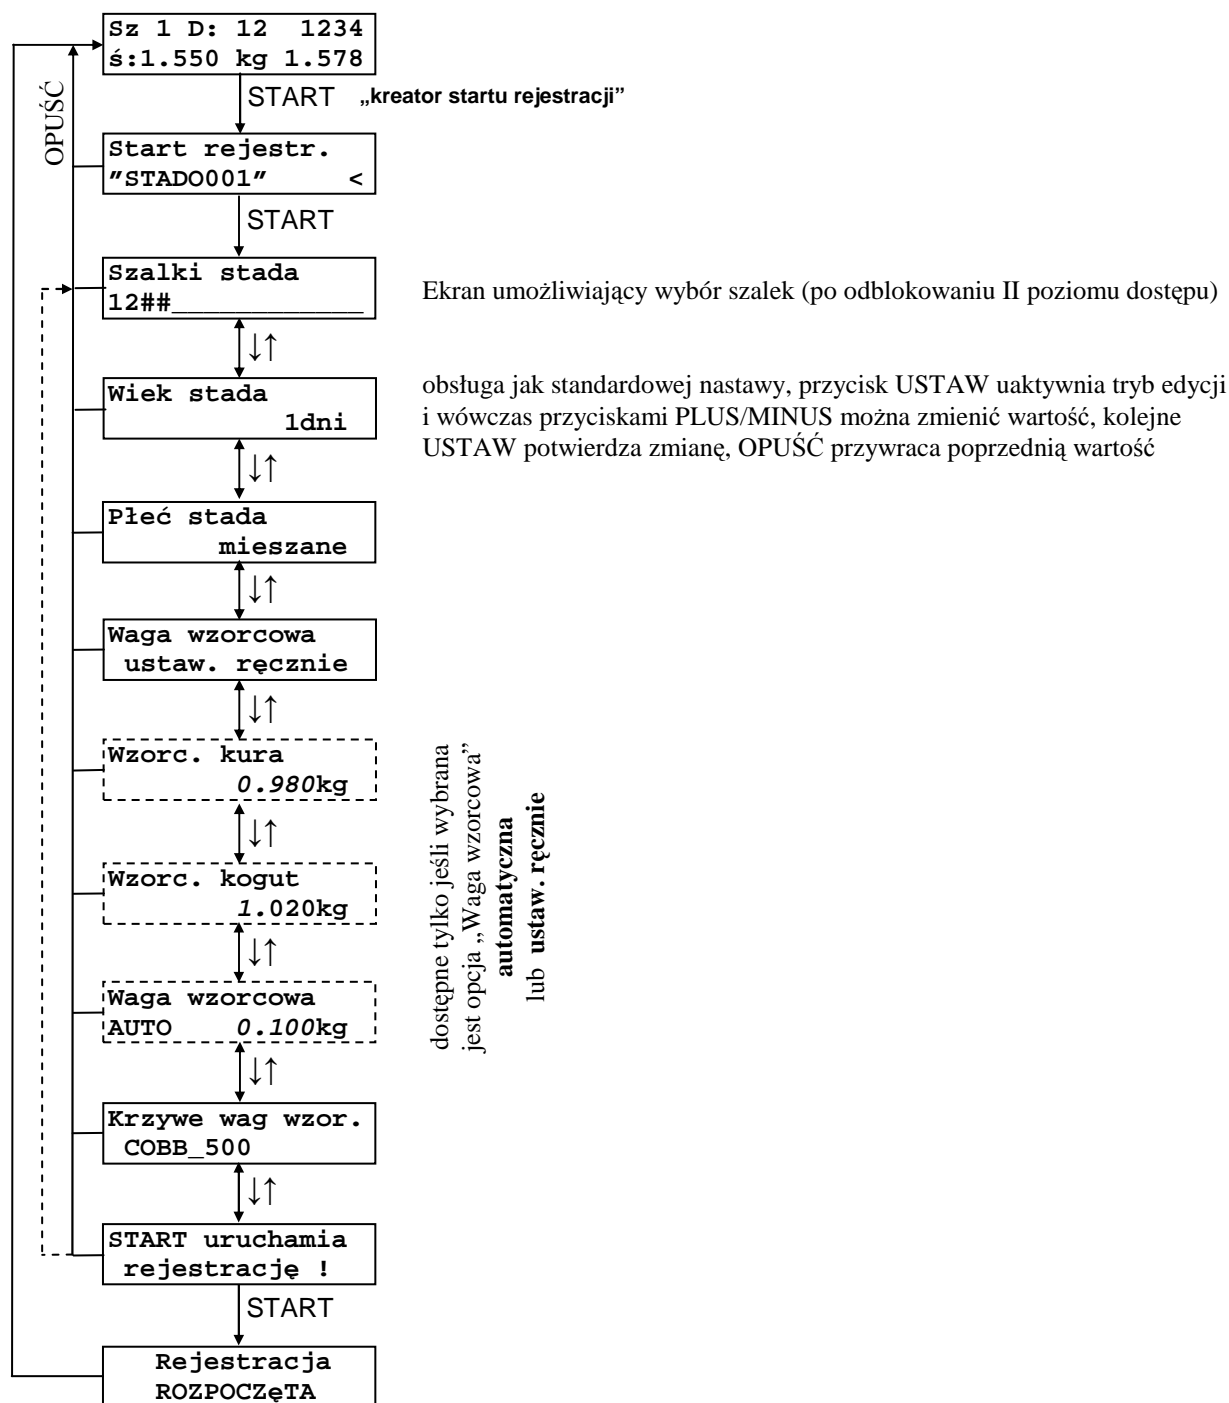 Sz 1 D: 12 1234
ś:1.550 kg 1.578
OPUŚĆ
START „kreator startu rejestracji”
Start rejestr.
”STADO001” <
START
Szalki stada
12##____________
Ekran umożliwiający wybór szalek (po odblokowaniu II poziomu dostępu)
↓↑
Wiek stada
1dni
obsługa jak standardowej nastawy, przycisk USTAW uaktywnia tryb edycji
i wówczas przyciskami PLUS/MINUS można zmienić wartość, kolejne
USTAW potwierdza zmianę, OPUŚĆ przywraca poprzednią wartość
↓↑
Płeć stada
mieszane
↓↑
Waga wzorcowa
ustaw. ręcznie
↓↑
Wzorc. kura
0.980kg
↓↑
Wzorc. kogut
1.020kg
↓↑
Waga wzorcowa
AUTO 0.100kg
dostępne tylko jeśli wybrana
jest opcja „Waga wzorcowa”
automatyczna
lub ustaw. ręcznie
↓↑
Krzywe wag wzor.
COBB_500
↓↑
START uruchamia
rejestrację !
START
Rejestracja
ROZPOCZęTA